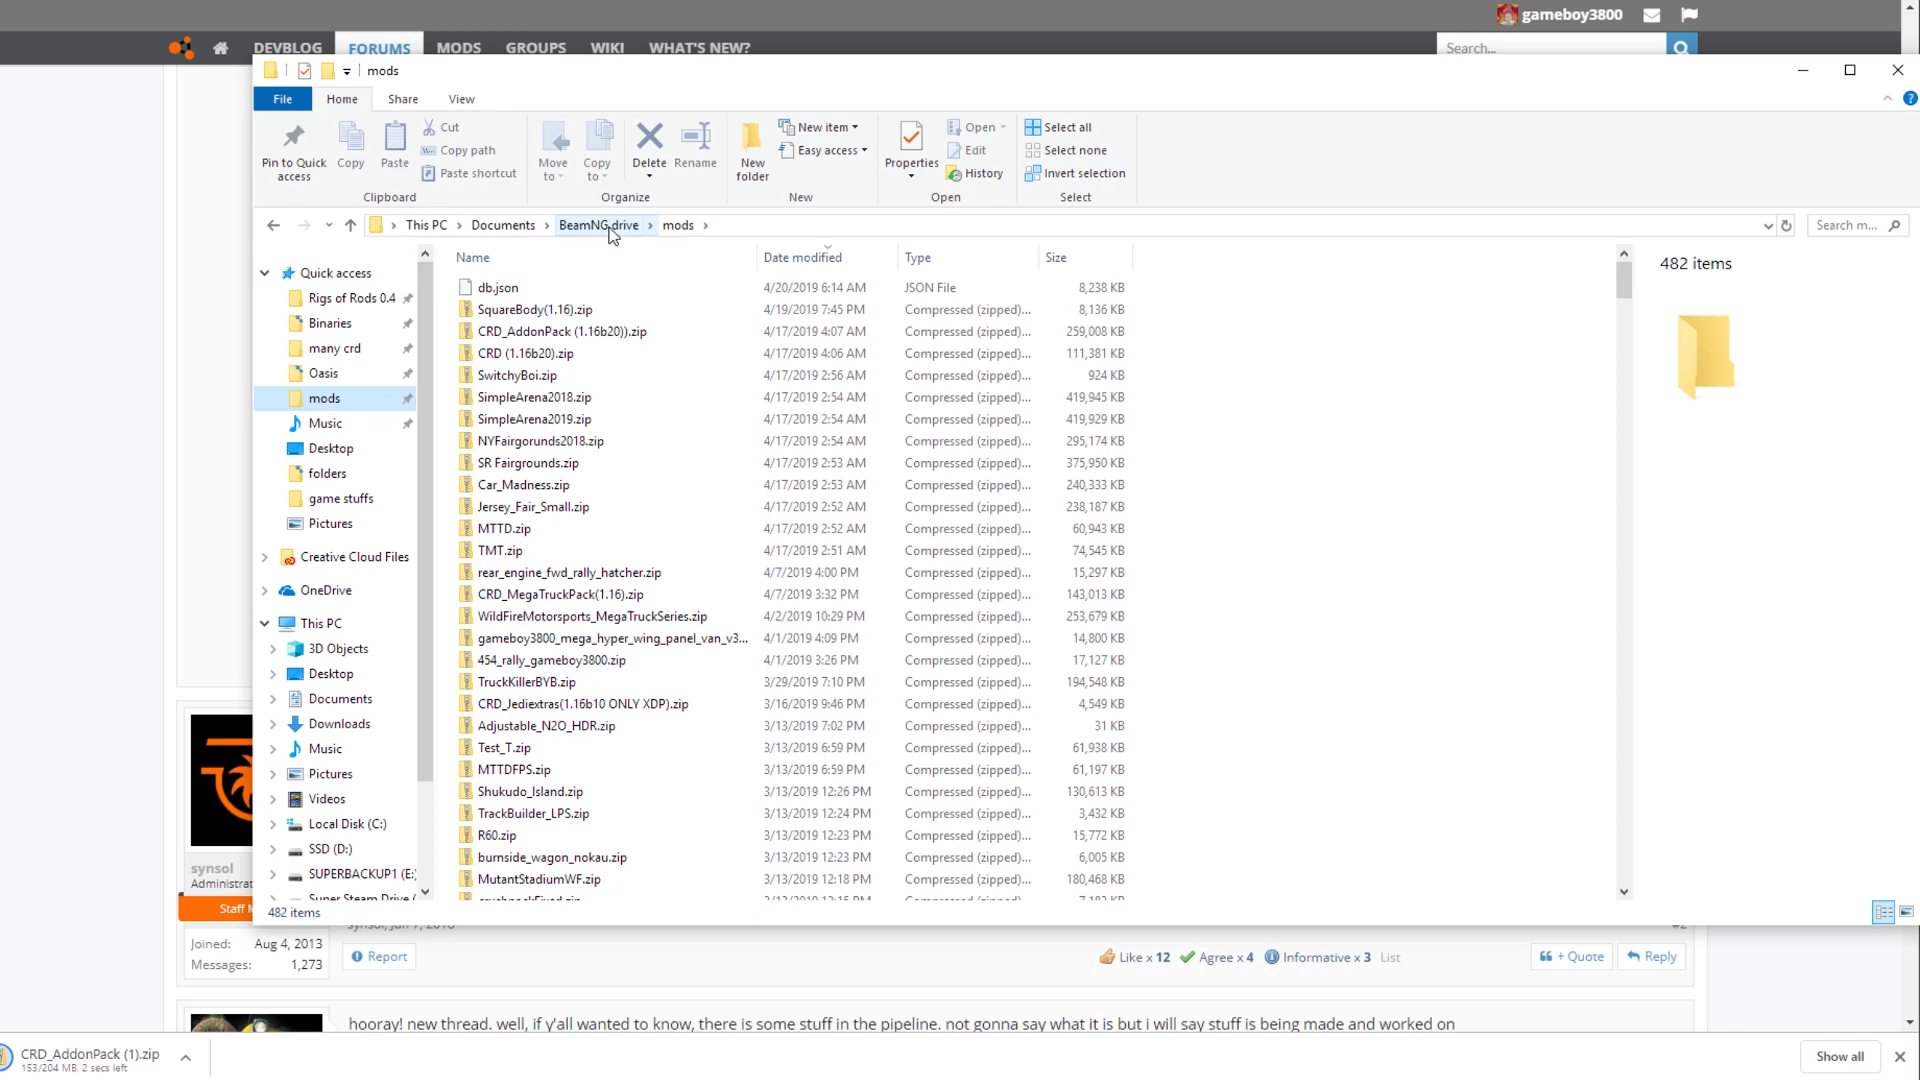 gameboy3800
DEVBLOG FORUMS MODS GROUPS WIKI WHAT'S NEW?
Search...
mods
File Home Share View
Pin to Quick access
Copy
Paste
Cut
Copy path
Paste shortcut
Clipboard
Move to
Copy to
Delete
Rename
Organize
New folder
New item
Easy access
New
Properties
Open
Edit
History
Open
Select all
Select none
Invert selection
Select
This PC Documents BeamNG.drive mods
Search m...
Quick access
Rigs of Rods 0.4
Binaries
many crd
Oasis
mods
Music
Desktop
folders
game stuffs
Pictures
Creative Cloud Files
OneDrive
This PC
3D Objects
Desktop
Documents
Downloads
Music
Pictures
Videos
Local Disk (C:)
SSD (D:)
SUPERBACKUP1 (E:
Super Steam Drive (
Name Date modified Type Size
db.json 4/20/2019 6:14 AM JSON File 8,238 KB
SquareBody(1.16).zip 4/19/2019 7:45 PM Compressed (zipped)... 8,136 KB
CRD_AddonPack (1.16b20)).zip 4/17/2019 4:07 AM Compressed (zipped)... 259,008 KB
CRD (1.16b20).zip 4/17/2019 4:06 AM Compressed (zipped)... 111,381 KB
SwitchyBoi.zip 4/17/2019 2:56 AM Compressed (zipped)... 924 KB
SimpleArena2018.zip 4/17/2019 2:54 AM Compressed (zipped)... 419,945 KB
SimpleArena2019.zip 4/17/2019 2:54 AM Compressed (zipped)... 419,929 KB
NYFairgorunds2018.zip 4/17/2019 2:54 AM Compressed (zipped)... 295,174 KB
SR Fairgrounds.zip 4/17/2019 2:53 AM Compressed (zipped)... 375,950 KB
Car_Madness.zip 4/17/2019 2:53 AM Compressed (zipped)... 240,333 KB
Jersey_Fair_Small.zip 4/17/2019 2:52 AM Compressed (zipped)... 238,187 KB
MTTD.zip 4/17/2019 2:52 AM Compressed (zipped)... 60,943 KB
TMT.zip 4/17/2019 2:51 AM Compressed (zipped)... 74,545 KB
rear_engine_fwd_rally_hatcher.zip 4/7/2019 4:00 PM Compressed (zipped)... 15,297 KB
CRD_MegaTruckPack(1.16).zip 4/7/2019 3:32 PM Compressed (zipped)... 143,013 KB
WildFireMotorsports_MegaTruckSeries.zip 4/2/2019 10:29 PM Compressed (zipped)... 253,679 KB
gameboy3800_mega_hyper_wing_panel_van_v3... 4/1/2019 4:09 PM Compressed (zipped)... 14,800 KB
454_rally_gameboy3800.zip 4/1/2019 3:26 PM Compressed (zipped)... 17,127 KB
TruckKillerBYB.zip 3/29/2019 7:10 PM Compressed (zipped)... 194,548 KB
CRD_Jediextras(1.16b10 ONLY XDP).zip 3/16/2019 9:46 PM Compressed (zipped)... 4,549 KB
Adjustable_N2O_HDR.zip 3/13/2019 7:02 PM Compressed (zipped)... 31 KB
Test_T.zip 3/13/2019 6:59 PM Compressed (zipped)... 61,938 KB
MTTDFPS.zip 3/13/2019 6:59 PM Compressed (zipped)... 61,197 KB
Shukudo_Island.zip 3/13/2019 12:26 PM Compressed (zipped)... 130,613 KB
TrackBuilder_LPS.zip 3/13/2019 12:24 PM Compressed (zipped)... 3,432 KB
R60.zip 3/13/2019 12:23 PM Compressed (zipped)... 15,772 KB
burnside_wagon_nokau.zip 3/13/2019 12:23 PM Compressed (zipped)... 6,005 KB
MutantStadiumWF.zip 3/13/2019 12:18 PM Compressed (zipped)... 180,468 KB
482 items
482 items
synsol
Administrat
Staff
Joined: Aug 4, 2013
Messages: 1,273
Report
Like x 12 Agree x 4 Informative x 3 List
+ Quote Reply
hooray! new thread. well, if y'all wanted to know, there is some stuff in the pipeline. not gonna say what it is but i will say stuff is being made and worked on
CRD_AddonPack (1).zip
153/204 MB, 2 secs left
Show all